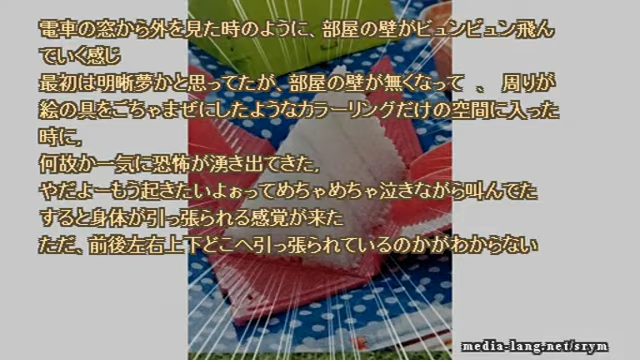 電車の窓から外を見た時のように、部屋の壁がビュンビュン飛ん
でいく感じ
最初は明晰夢かと思ってたが、部屋の壁が無くなって 、 周りが
絵の具をごちゃまぜにしたようなカラーリングだけの空間に入った
時に,
何故か一気に恐怖が湧き出てきた,
やだよーもう起きたいよぉってめちゃめちゃ泣きながら叫んでた
すると身体が引っ張られる感覚が来た
ただ、前後左右上下どこへ引っ張られているのかがわからない
media-lang.net/srym